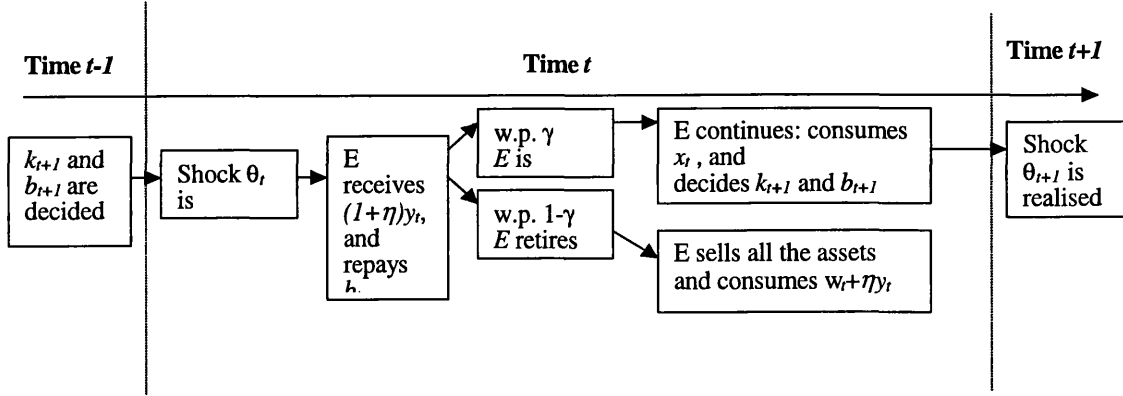 Time t-1
Time t
Time t+1
k_{t+1} and
b_{t+1} are
decided
Shock θ_t
is
E
receives
(1+η)y_t,
and
repays
w.p. γ
E is
w.p. 1-γ
E retires
E continues: consumes
x_t , and
decides k_{t+1} and b_{t+1}
E sells all the assets
and consumes w_t+ηy_t
Shock
θ_{t+1} is
realised